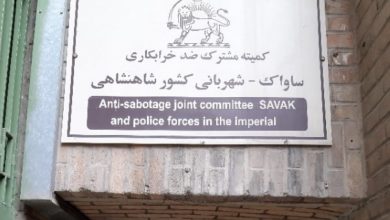 کمیته مشترک ضد خرابکاری
ساواک - شهربانی کشور شاهنشاهی
Anti-sabotage joint committee SAVAK
and police forces in the imperial